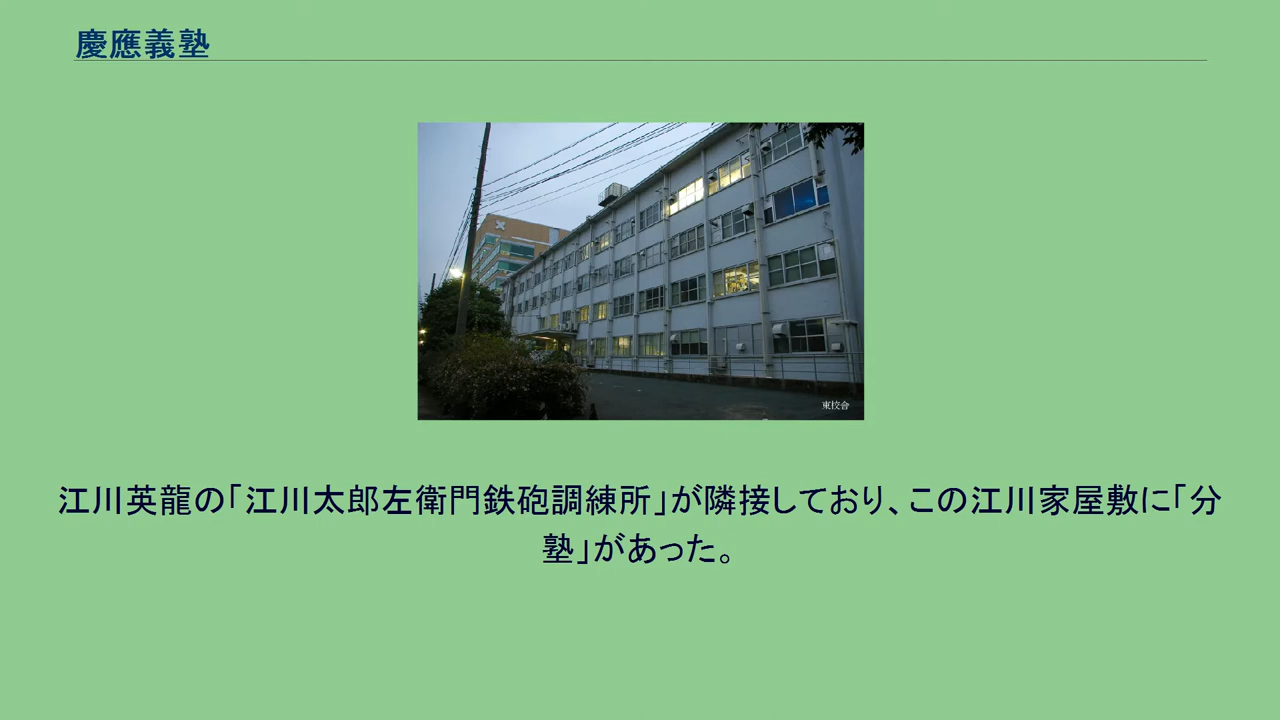 慶應義塾
東校舎
江川英龍の「江川太郎左衛門鉄砲調練所」が隣接しており、この江川家屋敷に「分
塾」があった。